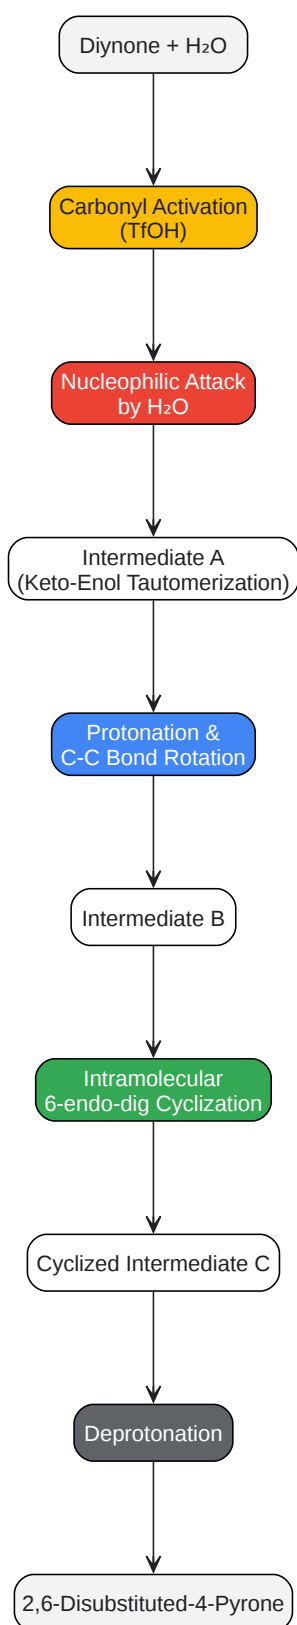 Diynone + H₂O
Carbonyl Activation
(TfOH)
Nucleophilic Attack
by H₂O
Intermediate A
(Keto-Enol Tautomerization)
Protonation &
C-C Bond Rotation
Intermediate B
Intramolecular
6-endo-dig Cyclization
Cyclized Intermediate C
Deprotonation
2,6-Disubstituted-4-Pyrone